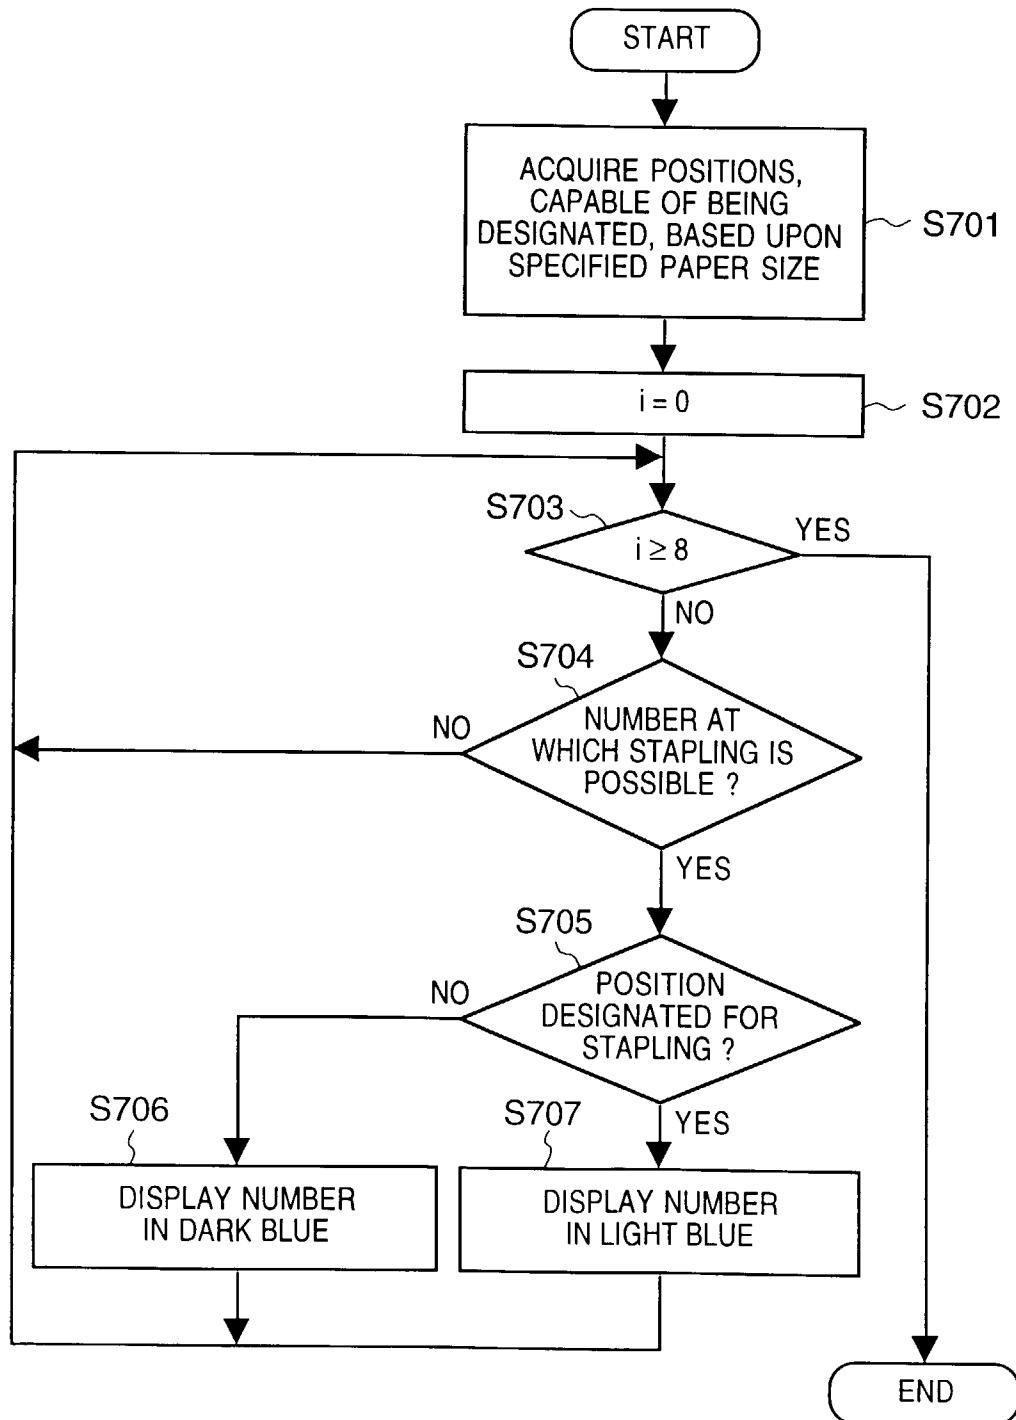 START
ACQUIRE POSITIONS,
CAPABLE OF BEING
DESIGNATED, BASED UPON
SPECIFIED PAPER SIZE
S701
i = 0
S702
S703
i ≥ 8
YES
NO
S704
NUMBER AT
WHICH STAPLING IS
POSSIBLE ?
NO
YES
S705
POSITION
DESIGNATED FOR
STAPLING ?
NO
YES
S706
DISPLAY NUMBER
IN DARK BLUE
S707
DISPLAY NUMBER
IN LIGHT BLUE
END